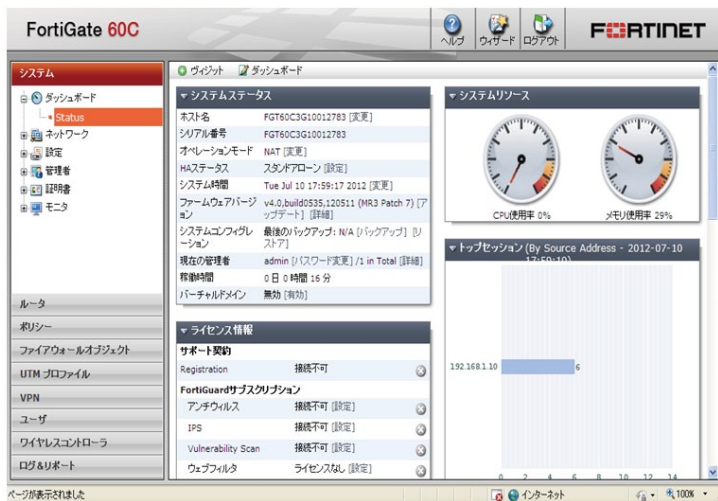 FortiGate 60C
ヘルプ
ウィザード
ログアウト
FORTINET
システム
ヴィジット ダッシュボード
ダッシュボード
Status
ネットワーク
設定
管理者
証明書
モニタ
ルータ
ポリシー
ファイアウォールオブジェクト
UTM プロファイル
VPN
ユーザ
ワイヤレスコントローラ
ログ&リポート
システムステータス
ホスト名 FGT60C3G10012783 [変更]
シリアル番号 FGT60C3G10012783
オペレーションモード NAT [変更]
HAステータス スタンドアローン [設定]
システム時間 Tue Jul 10 17:59:17 2012 [変更]
ファームウェアバージ v4.0,build0535,120511 (MR3 Patch 7) [ア
ョン ップデート] [詳細]
システムコンフィグレ 最後のバックアップ: N/A [バックアップ] [リ
ーション ストア]
現在の管理者 admin [パスワード変更] /1 in Total [詳細]
稼働時間 0 日 0 時間 16 分
バーチャルドメイン 無効 [有効]
ライセンス情報
サポート契約
Registration 接続不可
FortiGuardサブスクリプション
アンチウィルス 接続不可 [設定]
IPS 接続不可 [設定]
Vulnerability Scan 接続不可 [設定]
ウェブフィルタ ライセンスなし [設定]
システムリソース
CPU使用率 0%
メモリ使用率 29%
トップセッション (By Source Address - 2012-07-10
17:59:19)
192.168.1.10 6
0 2 4 6 8 10 12 14
ページが表示されました
インターネット
100%